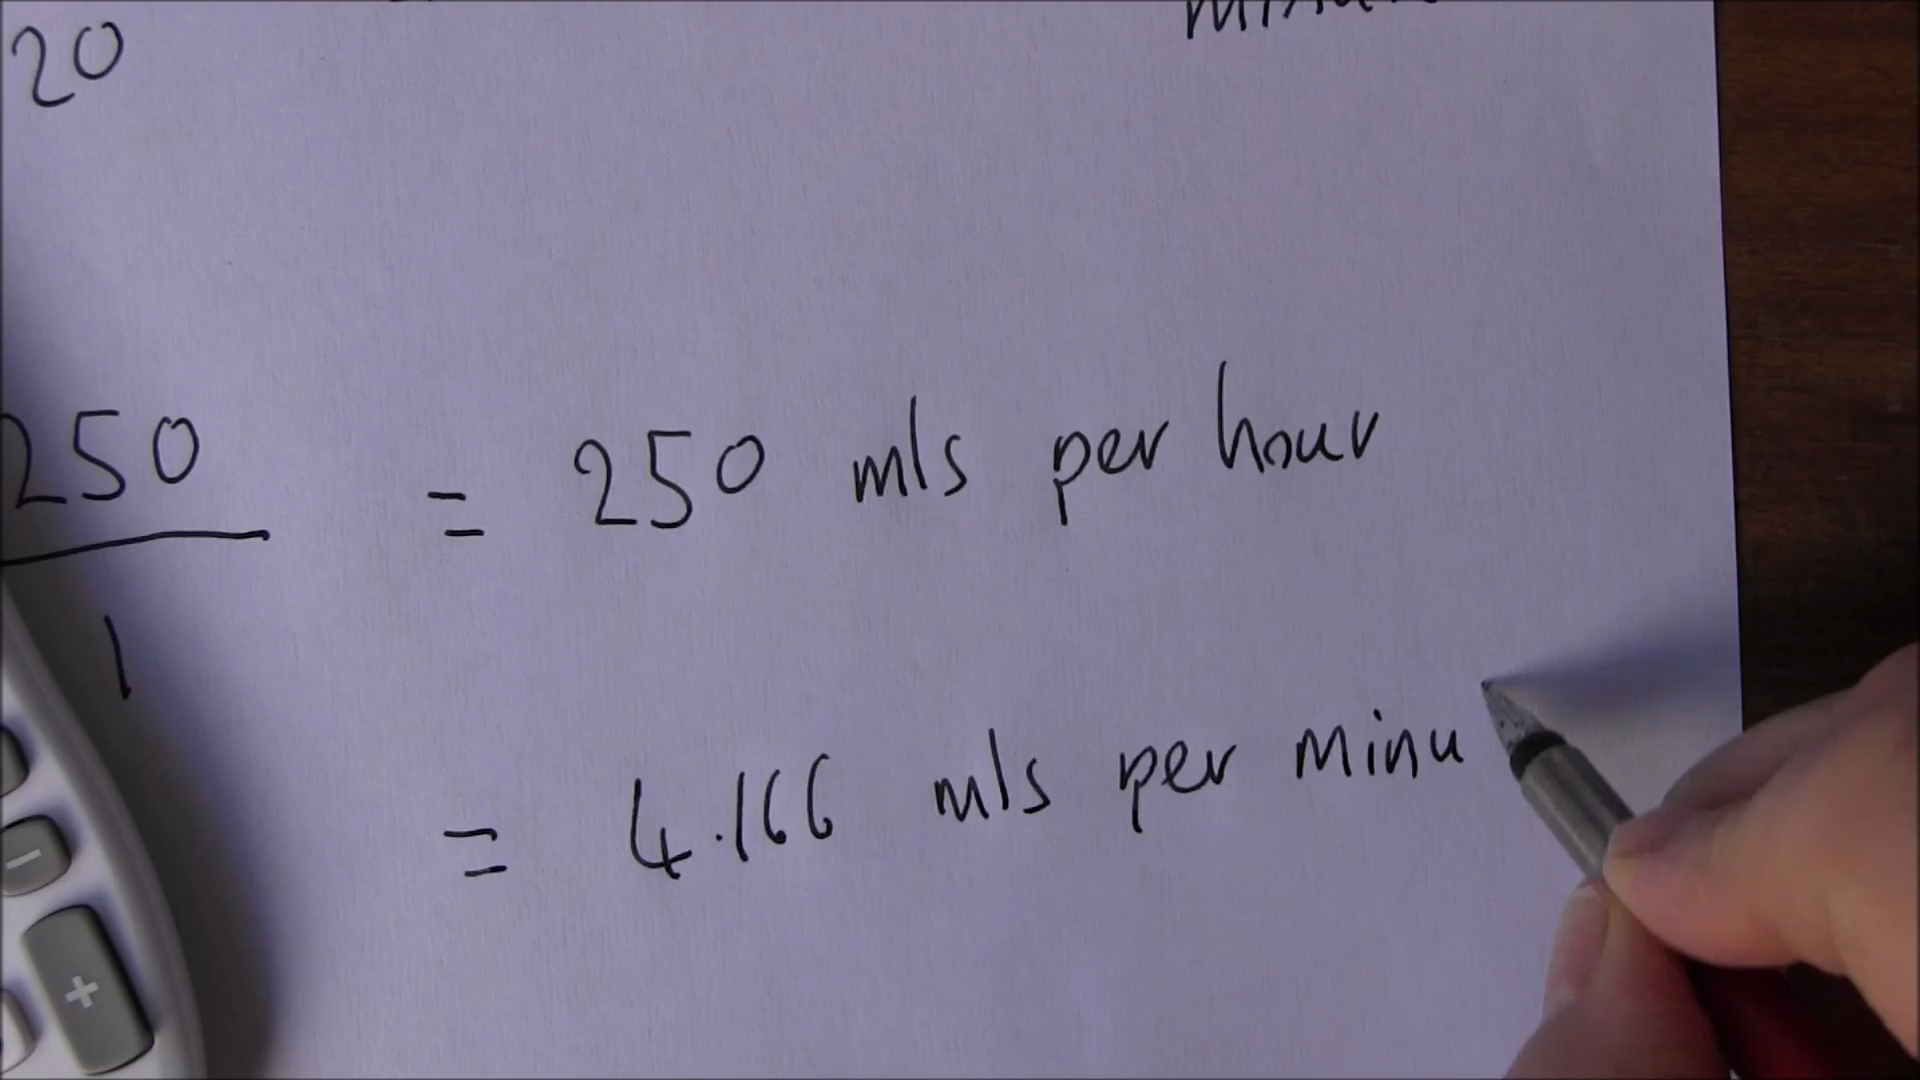 20
250 = 250 mls per hour
1
= 4.166 mls per minu
- 
+